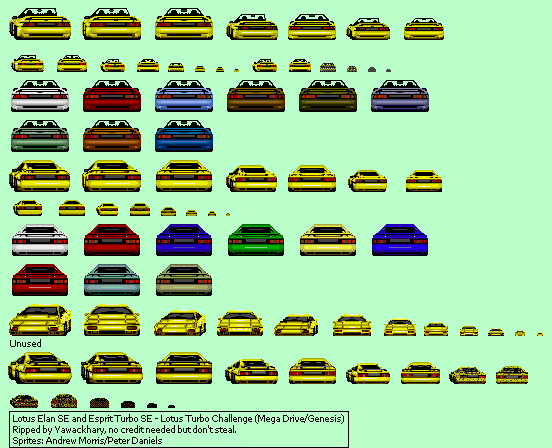 Unused
Lotus Elan SE and Esprit Turbo SE - Lotus Turbo Challenge (Mega Drive/Genesis)
Ripped by Yawackhary, no credit needed but don't steal.
Sprites: Andrew Morris/Peter Daniels